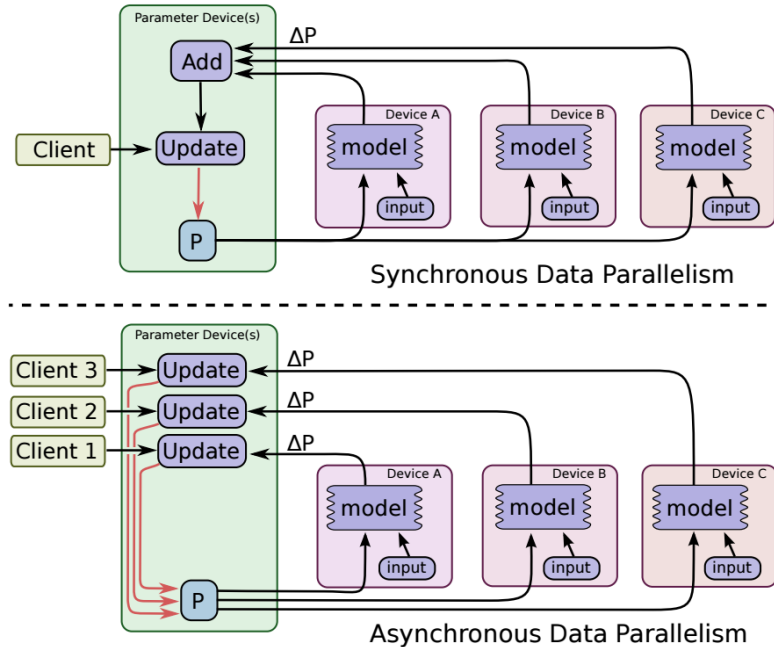 Parameter Device(s)
ΔP
Add
Device A
Device B
Device C
Client
Update
model
model
model
input
input
input
P
Synchronous Data Parallelism
Parameter Device(s)
Client 3
Update
ΔP
Client 2
Update
ΔP
Client 1
Update
ΔP
Device A
Device B
Device C
model
model
model
input
input
input
P
Asynchronous Data Parallelism